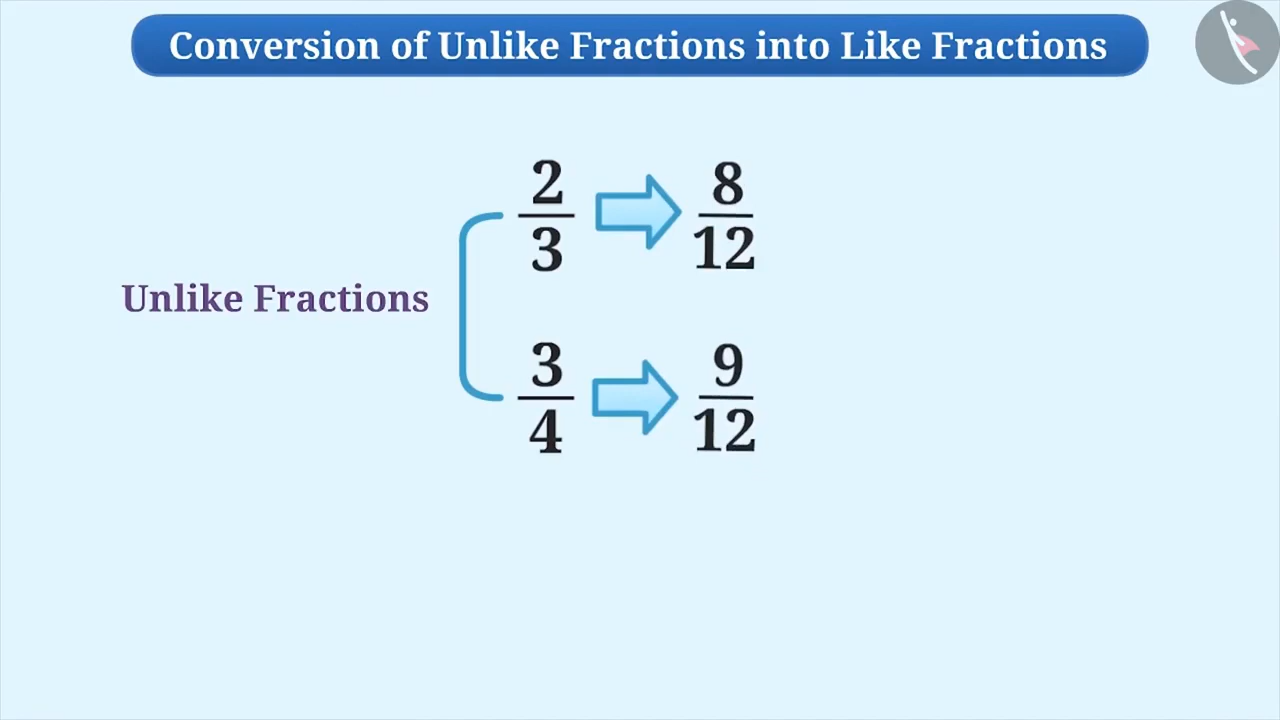 Conversion of Unlike Fractions into Like Fractions
2/3 8/12
Unlike Fractions
3/4 9/12